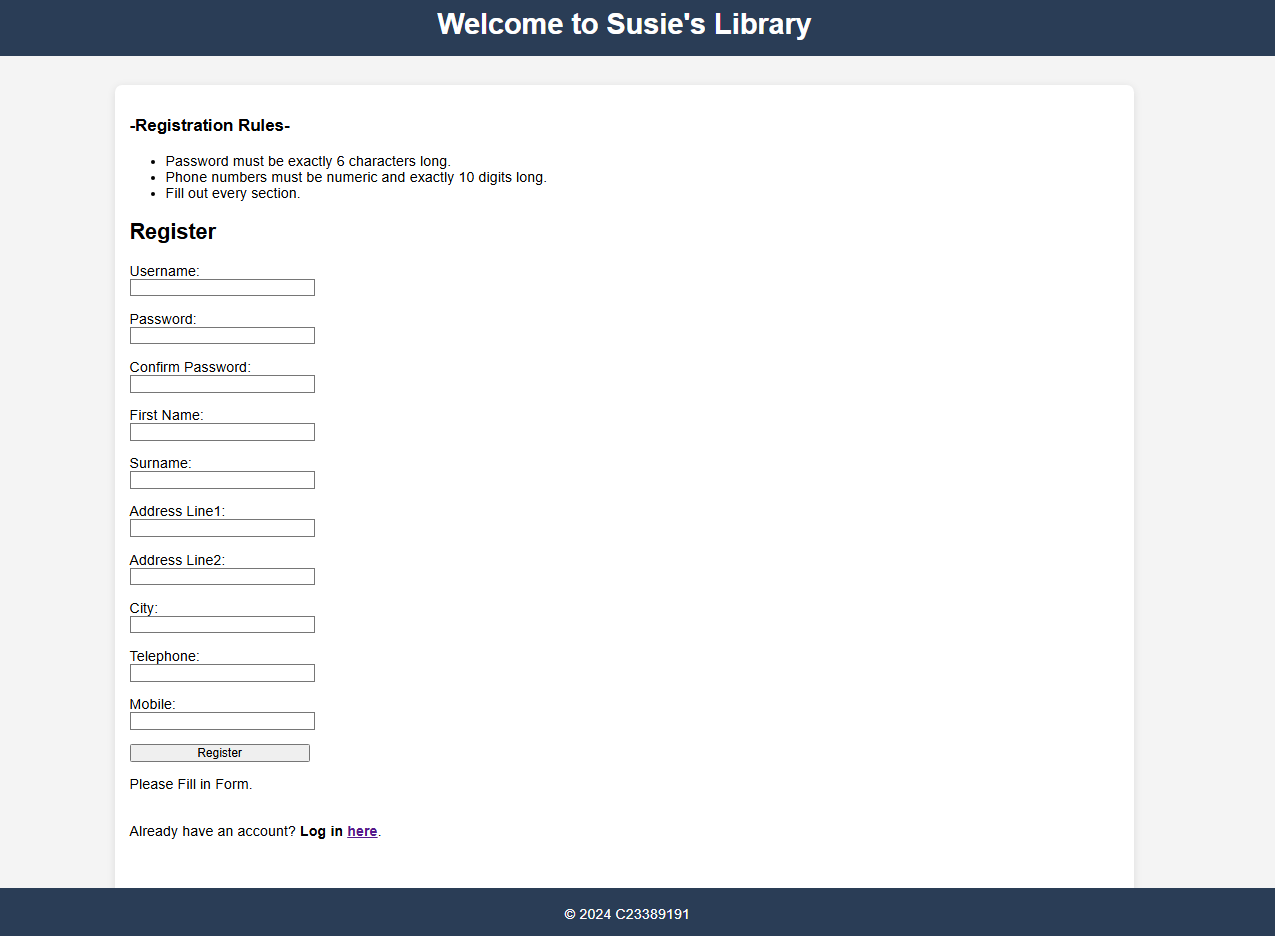 Welcome to Susie's Library
-Registration Rules-
• Password must be exactly 6 characters long.
• Phone numbers must be numeric and exactly 10 digits long.
• Fill out every section.
Register
Username:
Password:
Confirm Password:
First Name:
Surname:
Address Line1:
Address Line2:
City:
Telephone:
Mobile:
Register
Please Fill in Form.
Already have an account? Log in here.
© 2024 C23389191